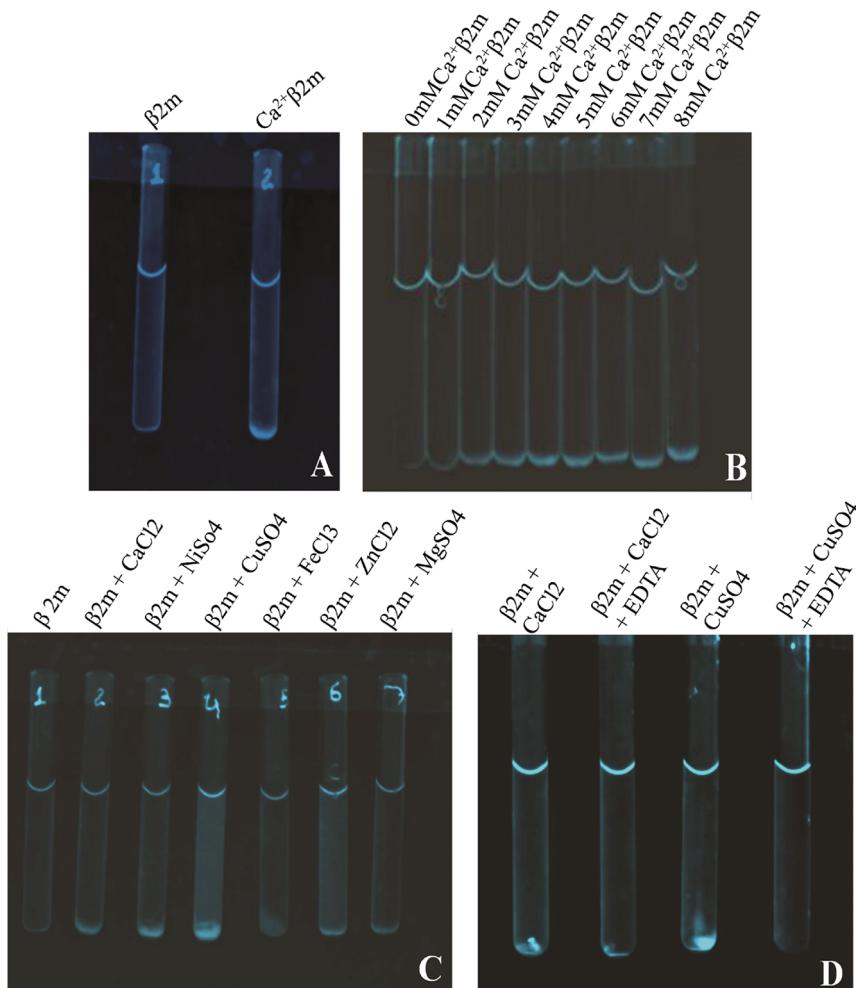 β2m
Ca²⁺β2m
1
2
A
0mMCa²⁺β2m
1mMCa²⁺β2m
2mM Ca²⁺β2m
3mM Ca²⁺β2m
4mM Ca²⁺β2m
5mM Ca²⁺β2m
6mM Ca²⁺β2m
7mM Ca²⁺β2m
8mM Ca²⁺β2m
B
β 2m
β2m + CaCl2
β2m + NiSo4
β2m + CuSO4
β2m + FeCl3
β2m + ZnCl2
β2m + MgSO4
1
2
3
4
5
6
7
C
β2m +
CaCl2
β2m + CaCl2
+ EDTA
β2m +
CuSO4
β2m + CuSO4
+ EDTA
D